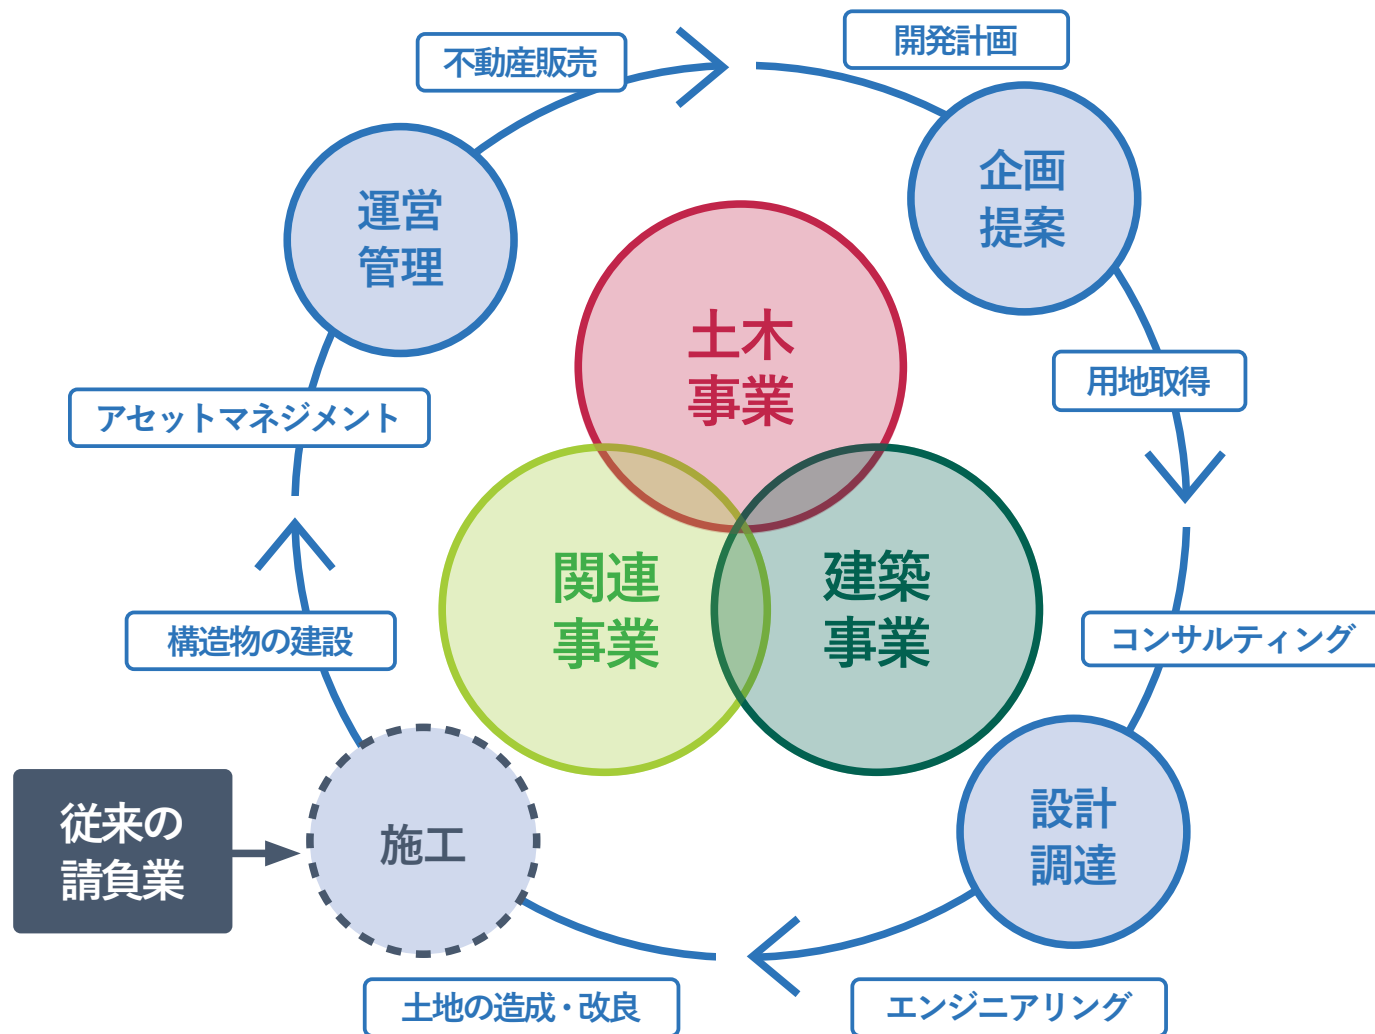 不動産販売
開発計画
運営
管理
企画
提案
土木
事業
用地取得
アセットマネジメント
関連
事業
建築
事業
構造物の建設
コンサルティング
従来の
請負業
施工
設計
調達
土地の造成・改良
エンジニアリング